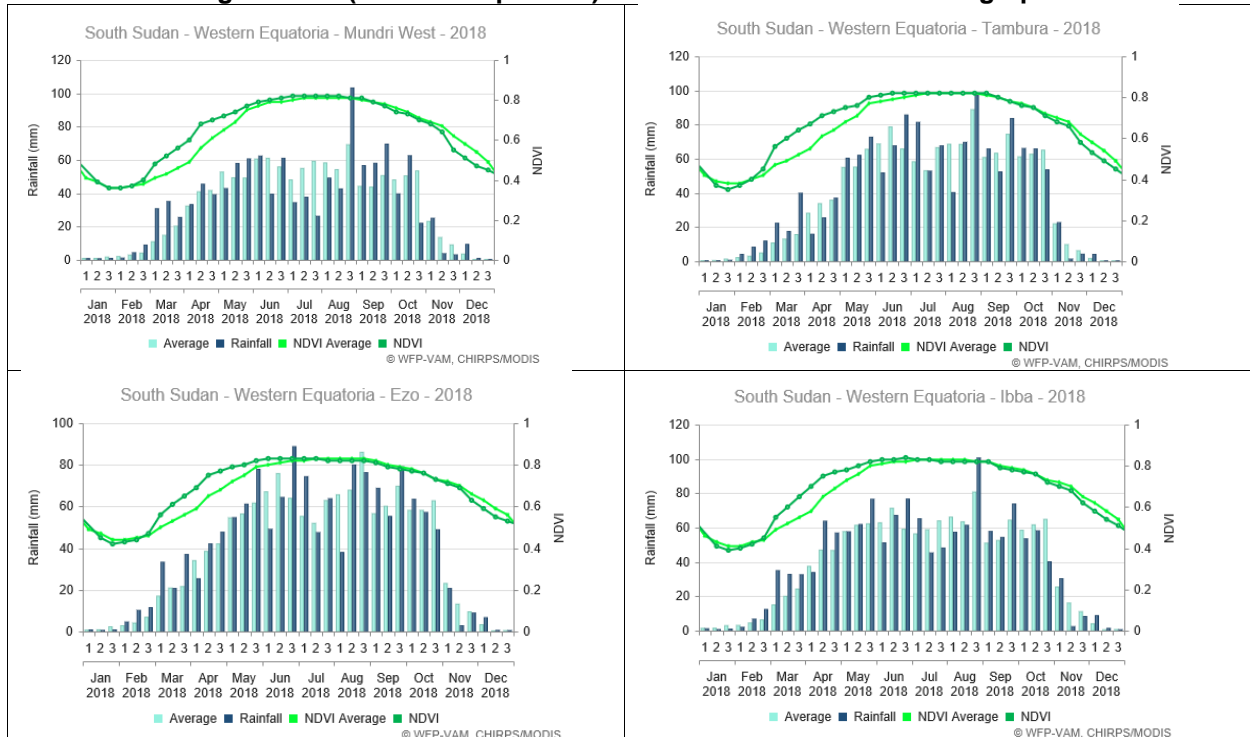 South Sudan - Western Equatoria - Mundri West - 2018
120 1
100 0.8
80
60 0.6
40 0.4
20 0.2
0 0
Rainfall (mm)
NDVI
1 2 3 1 2 3 1 2 3 1 2 3 1 2 3 1 2 3 1 2 3 1 2 3 1 2 3 1 2 3 1 2 3 1 2 3
Jan Feb Mar Apr May Jun Jul Aug Sep Oct Nov Dec
2018 2018 2018 2018 2018 2018 2018 2018 2018 2018 2018 2018
Average Rainfall NDVI Average NDVI
© WFP-VAM, CHIRPS/MODIS
South Sudan - Western Equatoria - Tambura - 2018
120 1
100 0.8
80
60 0.6
40 0.4
20 0.2
0 0
Rainfall (mm)
NDVI
1 2 3 1 2 3 1 2 3 1 2 3 1 2 3 1 2 3 1 2 3 1 2 3 1 2 3 1 2 3 1 2 3 1 2 3
Jan Feb Mar Apr May Jun Jul Aug Sep Oct Nov Dec
2018 2018 2018 2018 2018 2018 2018 2018 2018 2018 2018 2018
Average Rainfall NDVI Average NDVI
© WFP-VAM, CHIRPS/MODIS
South Sudan - Western Equatoria - Ezo - 2018
100 1
80 0.8
60 0.6
40 0.4
20 0.2
0 0
Rainfall (mm)
NDVI
1 2 3 1 2 3 1 2 3 1 2 3 1 2 3 1 2 3 1 2 3 1 2 3 1 2 3 1 2 3 1 2 3 1 2 3
Jan Feb Mar Apr May Jun Jul Aug Sep Oct Nov Dec
2018 2018 2018 2018 2018 2018 2018 2018 2018 2018 2018 2018
Average Rainfall NDVI Average NDVI
© WFP-VAM, CHIRPS/MODIS
South Sudan - Western Equatoria - Ibba - 2018
120 1
100 0.8
80
60 0.6
40 0.4
20 0.2
0 0
Rainfall (mm)
NDVI
1 2 3 1 2 3 1 2 3 1 2 3 1 2 3 1 2 3 1 2 3 1 2 3 1 2 3 1 2 3 1 2 3 1 2 3
Jan Feb Mar Apr May Jun Jul Aug Sep Oct Nov Dec
2018 2018 2018 2018 2018 2018 2018 2018 2018 2018 2018 2018
Average Rainfall NDVI Average NDVI
© WFP-VAM, CHIRPS/MODIS